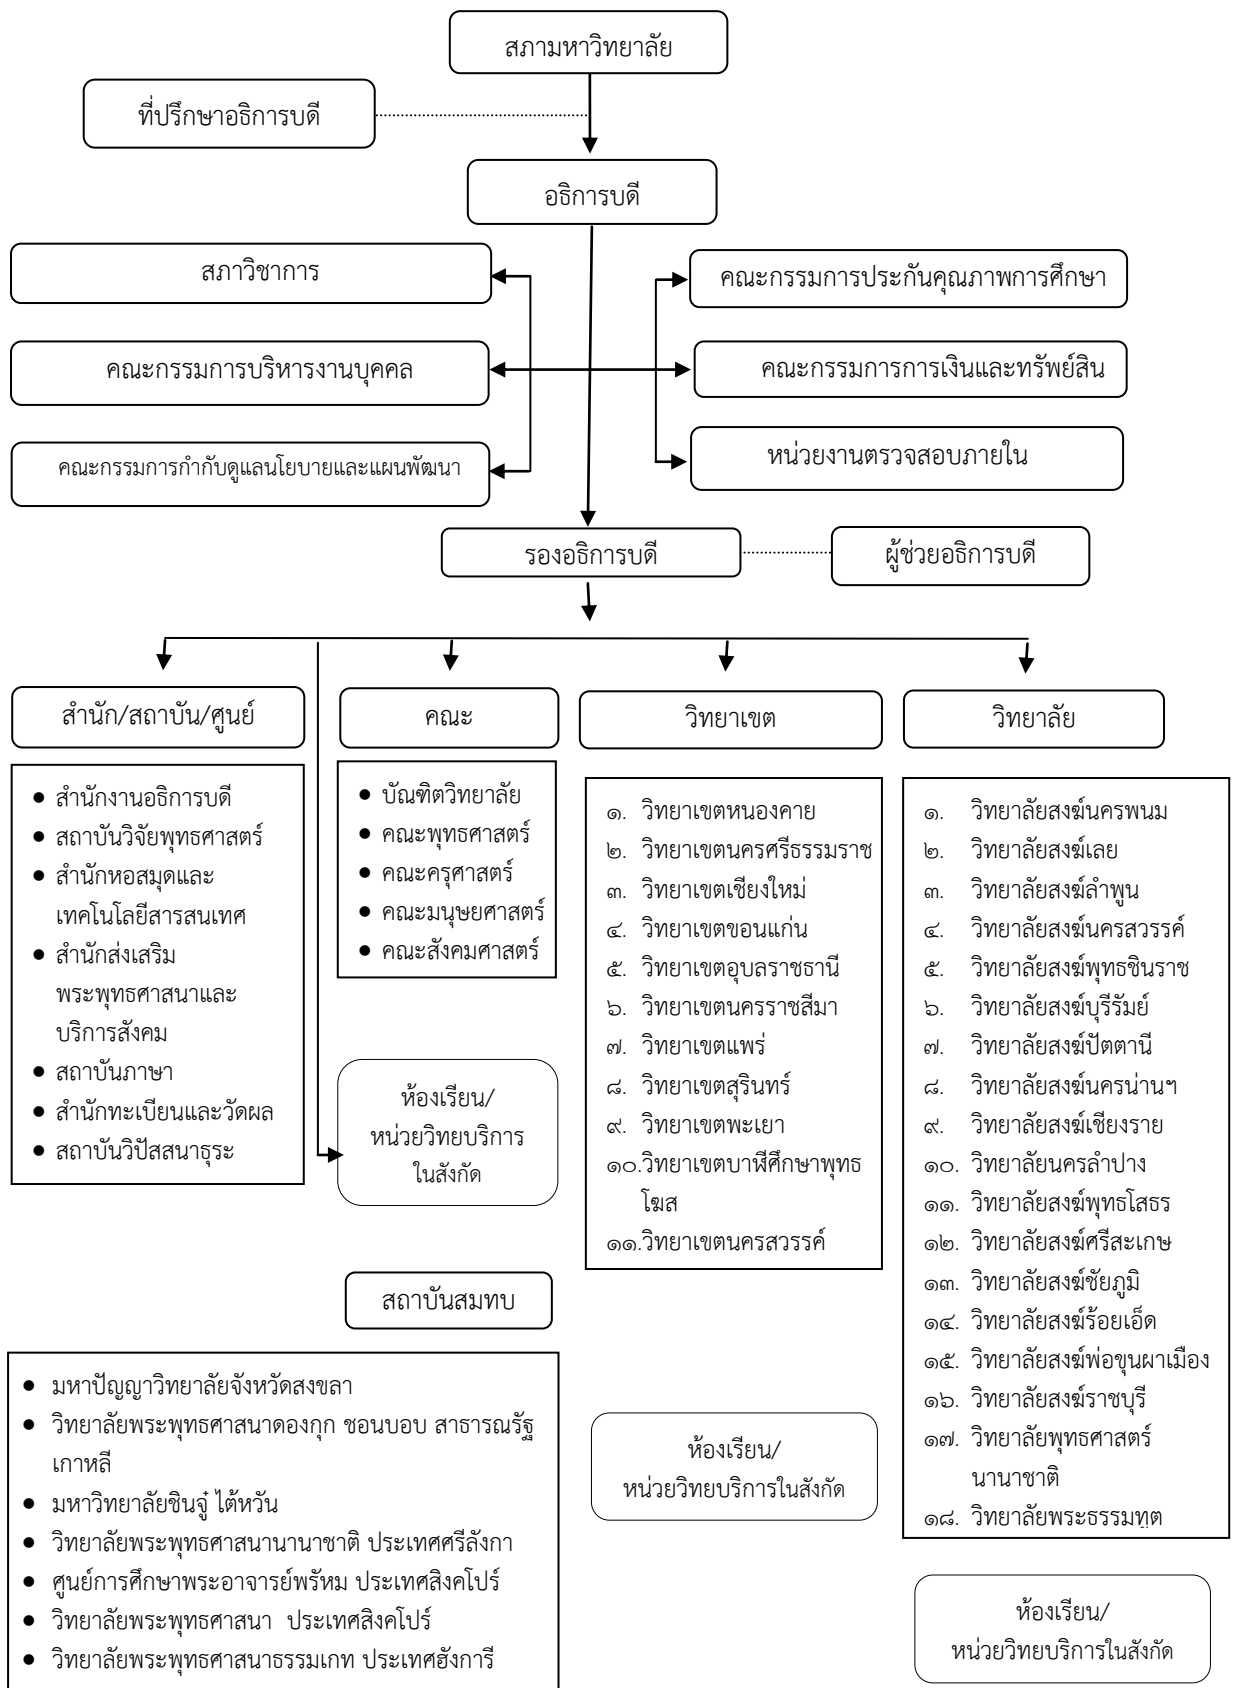 สภามหาวิทยาลัย
ที่ปรึกษาอธิการบดี
อธิการบดี
สภาวิชาการ
คณะกรรมการประกันคุณภาพการศึกษา
คณะกรรมการบริหารงานบุคคล
คณะกรรมการการเงินและทรัพย์สิน
คณะกรรมการกำกับดูแลนโยบายและแผนพัฒนา
หน่วยงานตรวจสอบภายใน
รองอธิการบดี
ผู้ช่วยอธิการบดี
สำนัก/สถาบัน/ศูนย์
● สำนักงานอธิการบดี
● สถาบันวิจัยพุทธศาสตร์
● สำนักหอสมุดและ
เทคโนโลยีสารสนเทศ
● สำนักส่งเสริม
พระพุทธศาสนาและ
บริการสังคม
● สถาบันภาษา
● สำนักทะเบียนและวัดผล
● สถาบันวิปัสสนาธุระ
คณะ
● บัณฑิตวิทยาลัย
● คณะพุทธศาสตร์
● คณะครุศาสตร์
● คณะมนุษยศาสตร์
● คณะสังคมศาสตร์
ห้องเรียน/
หน่วยวิทยบริการ
ในสังกัด
วิทยาเขต
๑. วิทยาเขตหนองคาย
๒. วิทยาเขตนครศรีธรรมราช
๓. วิทยาเขตเชียงใหม่
๔. วิทยาเขตขอนแก่น
๕. วิทยาเขตอุบลราชธานี
๖. วิทยาเขตนครราชสีมา
๗. วิทยาเขตแพร่
๘. วิทยาเขตสุรินทร์
๙. วิทยาเขตพะเยา
๑๐.วิทยาเขตบาฬีศึกษาพุทธ
โฆส
๑๑.วิทยาเขตนครสวรรค์
ห้องเรียน/
หน่วยวิทยบริการในสังกัด
วิทยาลัย
๑. วิทยาลัยสงฆ์นครพนม
๒. วิทยาลัยสงฆ์เลย
๓. วิทยาลัยสงฆ์ลำพูน
๔. วิทยาลัยสงฆ์นครสวรรค์
๕. วิทยาลัยสงฆ์พุทธชินราช
๖. วิทยาลัยสงฆ์บุรีรัมย์
๗. วิทยาลัยสงฆ์ปัตตานี
๘. วิทยาลัยสงฆ์นครน่านฯ
๙. วิทยาลัยสงฆ์เชียงราย
๑๐. วิทยาลัยนครลำปาง
๑๑. วิทยาลัยสงฆ์พุทธโสธร
๑๒. วิทยาลัยสงฆ์ศรีสะเกษ
๑๓. วิทยาลัยสงฆ์ชัยภูมิ
๑๔. วิทยาลัยสงฆ์ร้อยเอ็ด
๑๕. วิทยาลัยสงฆ์พ่อขุนผาเมือง
๑๖. วิทยาลัยสงฆ์ราชบุรี
๑๗. วิทยาลัยพุทธศาสตร์
นานาชาติ
๑๘. วิทยาลัยพระธรรมทูต
ห้องเรียน/
หน่วยวิทยบริการในสังกัด
สถาบันสมทบ
● มหาปัญญาวิทยาลัยจังหวัดสงขลา
● วิทยาลัยพระพุทธศาสนาดองกุก ชอนบอบ สาธารณรัฐ
เกาหลี
● มหาวิทยาลัยชินจู๋ ไต้หวัน
● วิทยาลัยพระพุทธศาสนานานาชาติ ประเทศศรีลังกา
● ศูนย์การศึกษาพระอาจารย์พรัหม ประเทศสิงคโปร์
● วิทยาลัยพระพุทธศาสนา ประเทศสิงคโปร์
● วิทยาลัยพระพุทธศาสนาธรรมเกท ประเทศฮังการี